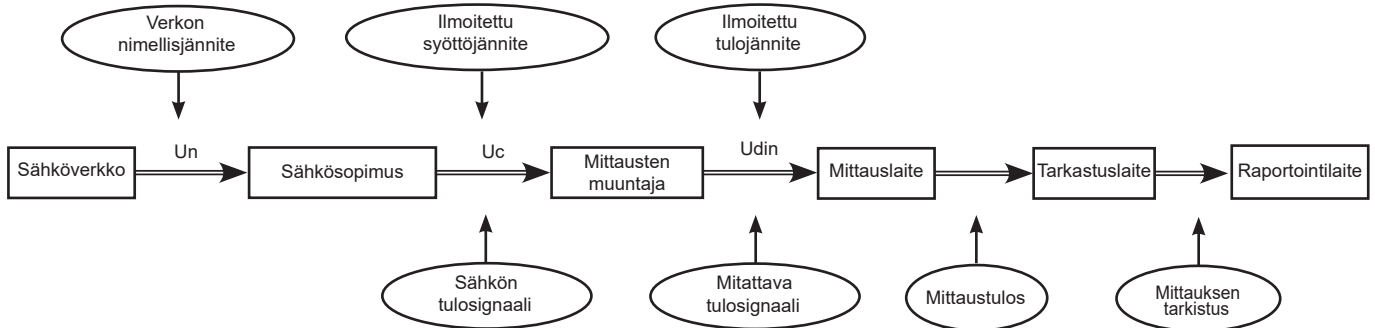 Verkon
nimellisjännite
Ilmoitettu
syöttöjännite
Ilmoitettu
tulojännite
Sähköverkko
Un
Sähkösopimus
Uc
Mittausten
muuntaja
Udin
Mittauslaite
Tarkastuslaite
Raportointilaite
Sähkön
tulosignaali
Mitattava
tulosignaali
Mittaustulos
Mittauksen
tarkistus